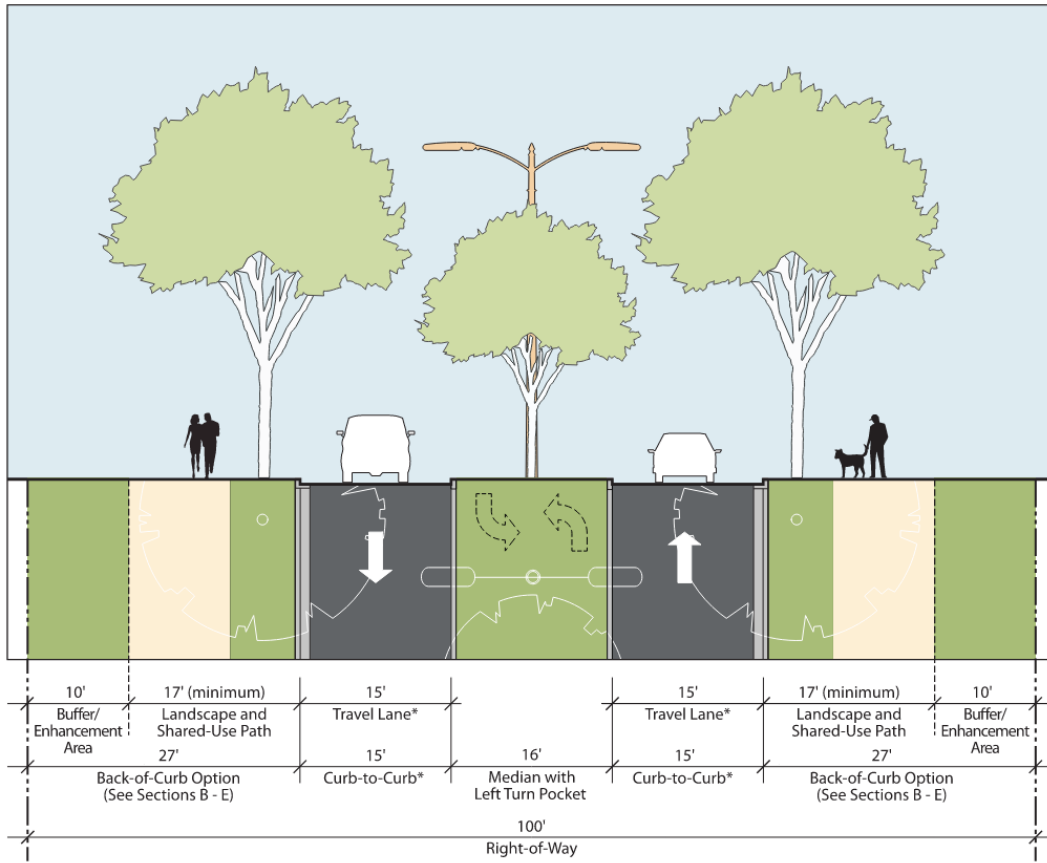 10'
17' (minimum)
15'
15'
17' (minimum)
10'
Buffer/
Enhancement
Area
Landscape and
Shared-Use Path
Travel Lane*
Travel Lane*
Landscape and
Shared-Use Path
Buffer/
Enhancement
Area
27'
15'
16'
15'
27'
Back-of-Curb Option
(See Sections B - E)
Curb-to-Curb*
Median with
Left Turn Pocket
Curb-to-Curb*
Back-of-Curb Option
(See Sections B - E)
100'
Right-of-Way